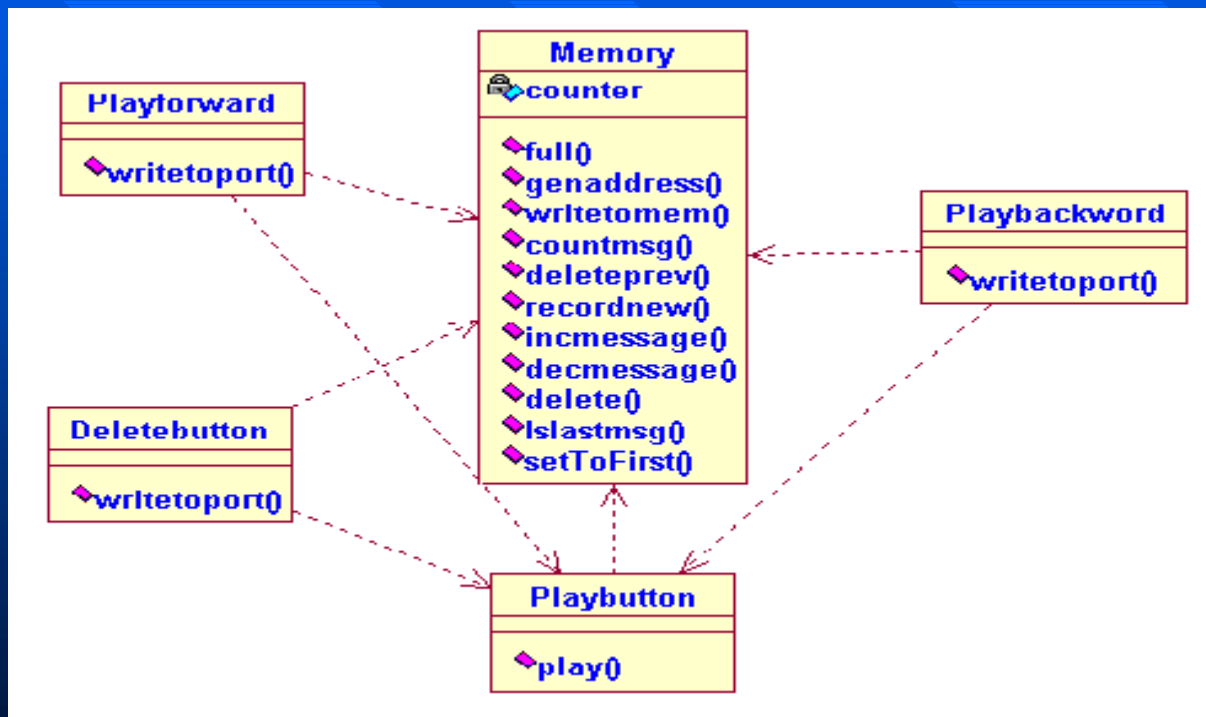 Memory
counter
full()
genaddress()
writetomem()
countmsg()
deleteprev()
recordnew()
incmessage()
decmessage()
delete()
Islastmsg()
setToFirst()
Playforward
writetoport()
Playbackword
writetoport()
Deletebutton
writetoport()
Playbutton
play()